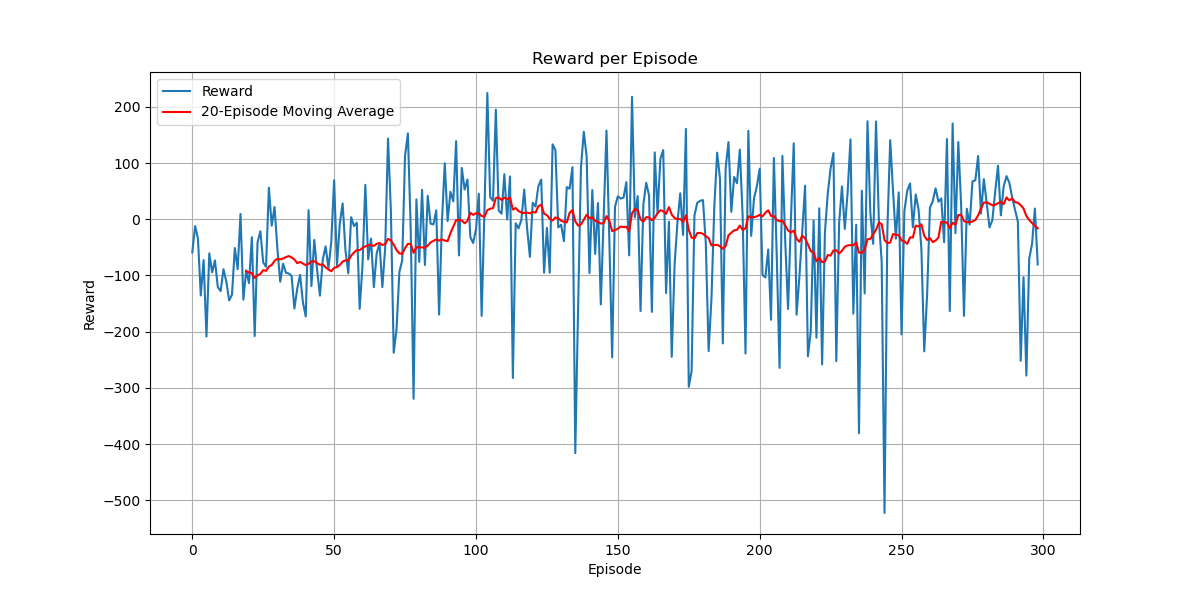 Reward per Episode
Reward
20-Episode Moving Average
200
100
0
−100
−200
−300
−400
−500
Reward
0 50 100 150 200 250 300
Episode